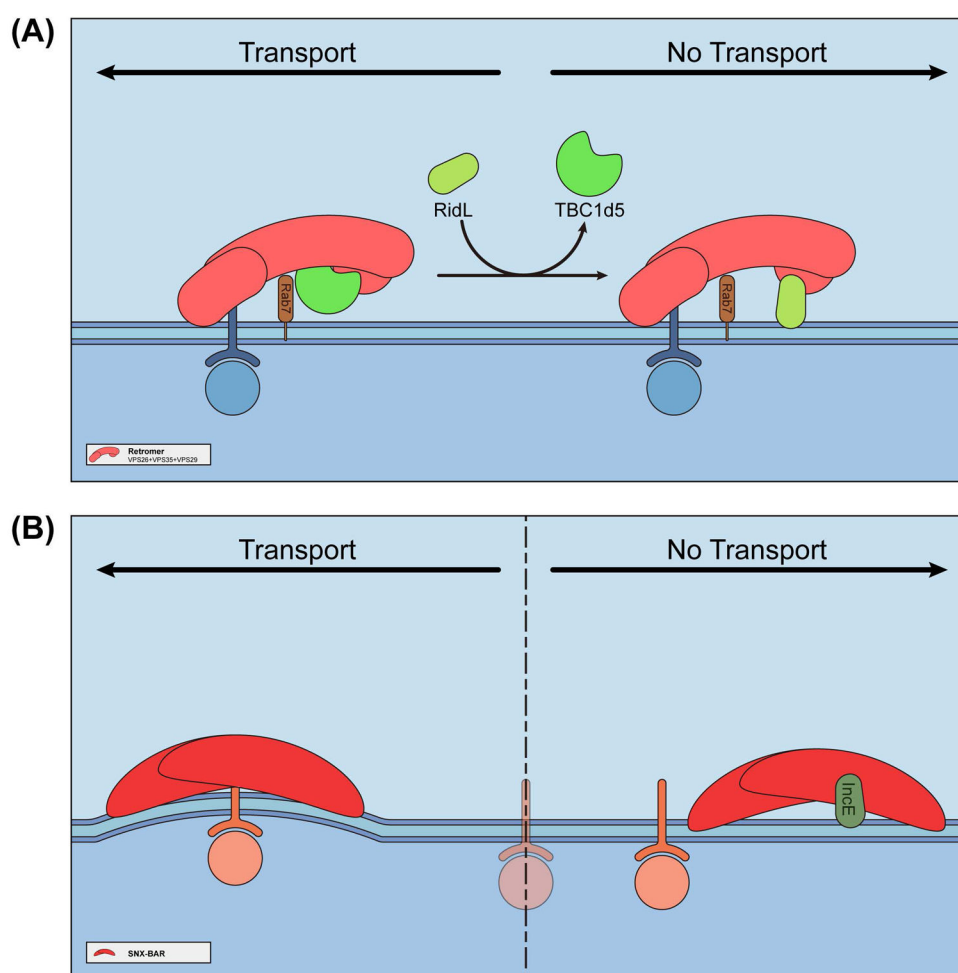 (A)
Transport
No Transport
RidL
TBC1d5
Rab7
Rab7
Retromer
VPS26+VPS35+VPS29
(B)
Transport
No Transport
IncE
SNX-BAR